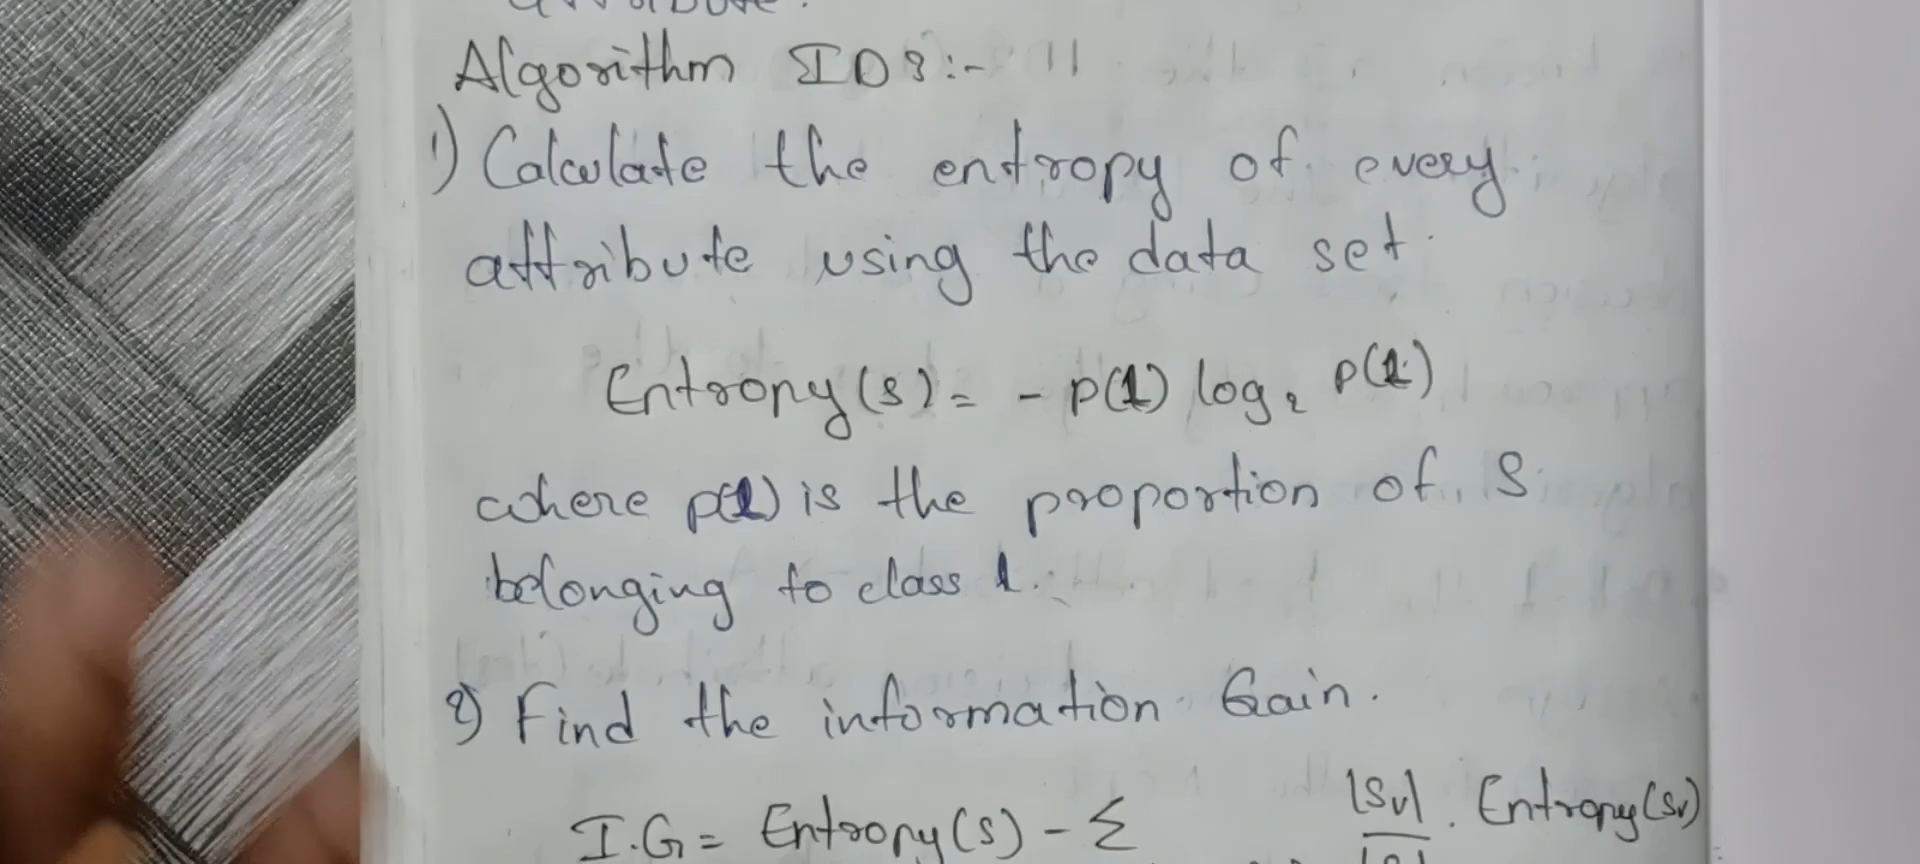 Algorithm ID3:-
1) Calculate the entropy of every
attribute using the data set.
Entropy(s) = - p(1) log₂ p(1)
where p(1) is the proportion of S
belonging to class 1.
2) Find the information Gain.
I.G = Entropy(s) - Σ |Sv| . Entropy(Sv)